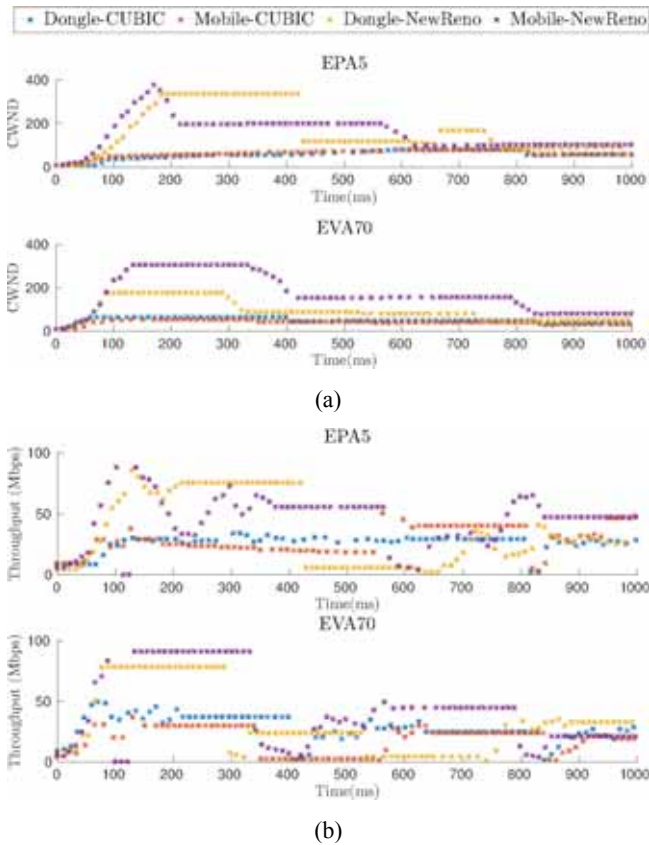 Dongle-CUBIC Mobile-CUBIC Dongle-NewReno Mobile-NewReno
EPA5
CWND
400
200
0
0 100 200 300 400 500 600 700 800 900 1000
Time(ms)
EVA70
CWND
400
200
0
0 100 200 300 400 500 600 700 800 900 1000
Time(ms)
(a)
EPA5
Throughput (Mbps)
100
50
0
0 100 200 300 400 500 600 700 800 900 1000
Time(ms)
EVA70
Throughput (Mbps)
100
50
0
0 100 200 300 400 500 600 700 800 900 1000
Time(ms)
(b)